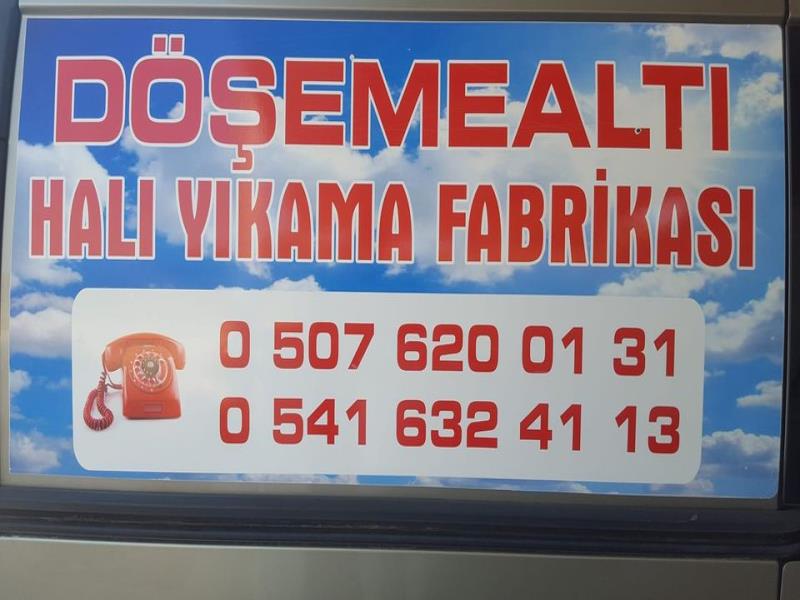 DÖŞEMEALTI
HALI YIKAMA FABRİKASI
0 507 620 01 31
0 541 632 41 13